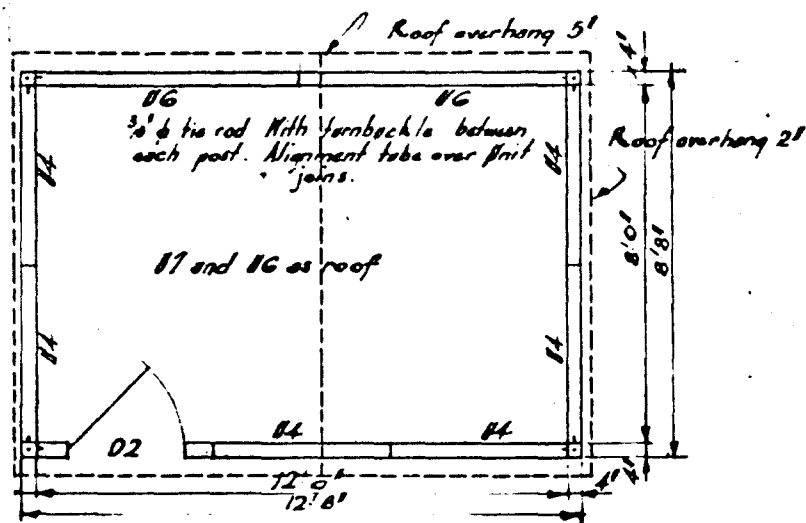 Roof overhang 5"
4"
U6
U6
3/8" ø tie rod With turnbuckle between
each post. Alignment tube over Unit
joins.
Roof overhang 2"
U4
U4
8'0"
8'8"
U7 and U6 as roof
U4
U4
D2
U4
U4
12'0"
4"
4"
12'8"